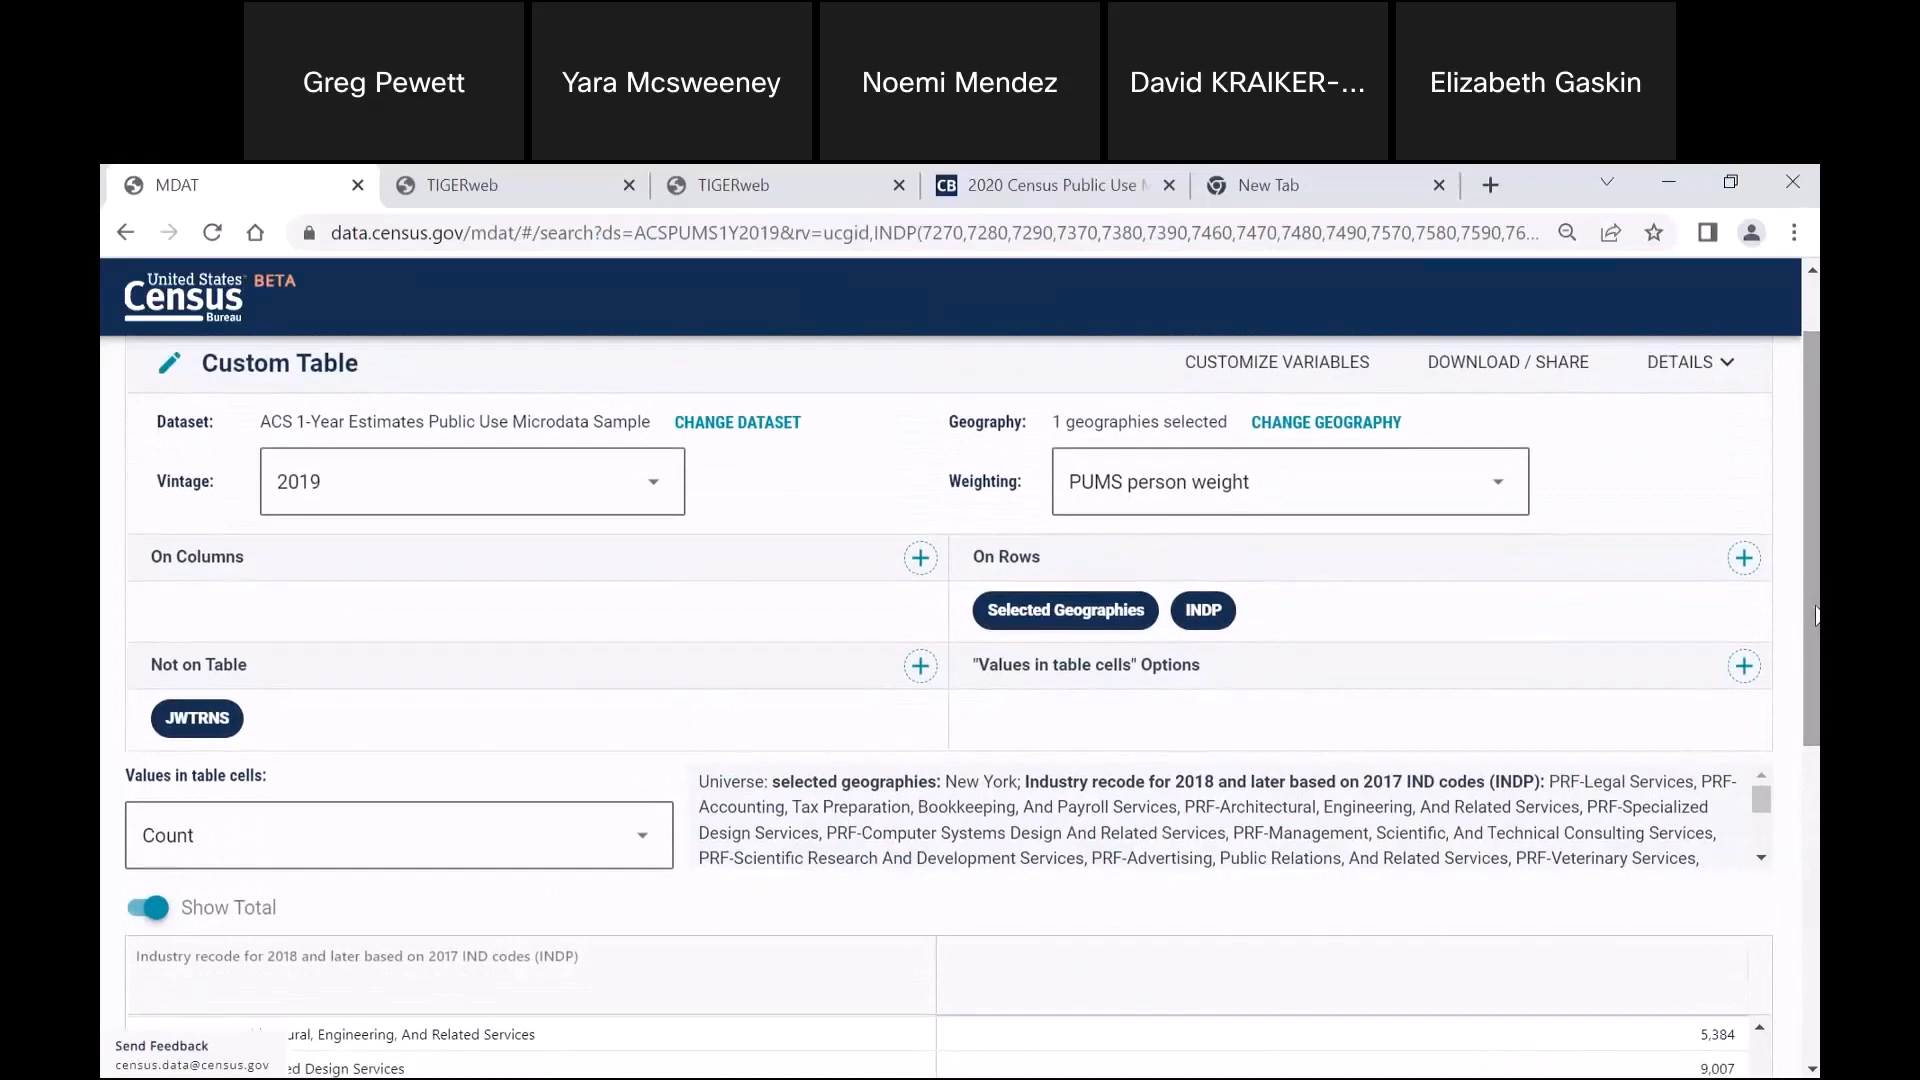 Greg Pewett
Yara Mcsweeney
Noemi Mendez
David KRAIKER-...
Elizabeth Gaskin
MDAT
TIGERweb
TIGERweb
CB 2020 Census Public Use
New Tab
data.census.gov/mdat/#/search?ds=ACSPUMS1Y2019&rv=ucgid,INDP(7270,7280,7290,7370,7380,7390,7460,7470,7480,7490,7570,7580,7590,76...
United States
Census
Bureau
BETA
Custom Table
CUSTOMIZE VARIABLES
DOWNLOAD / SHARE
DETAILS
Dataset: ACS 1-Year Estimates Public Use Microdata Sample CHANGE DATASET
Geography: 1 geographies selected CHANGE GEOGRAPHY
Vintage: 2019
Weighting: PUMS person weight
On Columns
On Rows
Selected Geographies INDP
Not on Table
"Values in table cells" Options
JWTRNS
Values in table cells:
Count
Universe: selected geographies: New York; Industry recode for 2018 and later based on 2017 IND codes (INDP): PRF-Legal Services, PRF-
Accounting, Tax Preparation, Bookkeeping, And Payroll Services, PRF-Architectural, Engineering, And Related Services, PRF-Specialized
Design Services, PRF-Computer Systems Design And Related Services, PRF-Management, Scientific, And Technical Consulting Services,
PRF-Scientific Research And Development Services, PRF-Advertising, Public Relations, And Related Services, PRF-Veterinary Services,
Show Total
Industry recode for 2018 and later based on 2017 IND codes (INDP)
ural, Engineering, And Related Services 5,384
ed Design Services 9,007
Send Feedback
census.data@census.gov